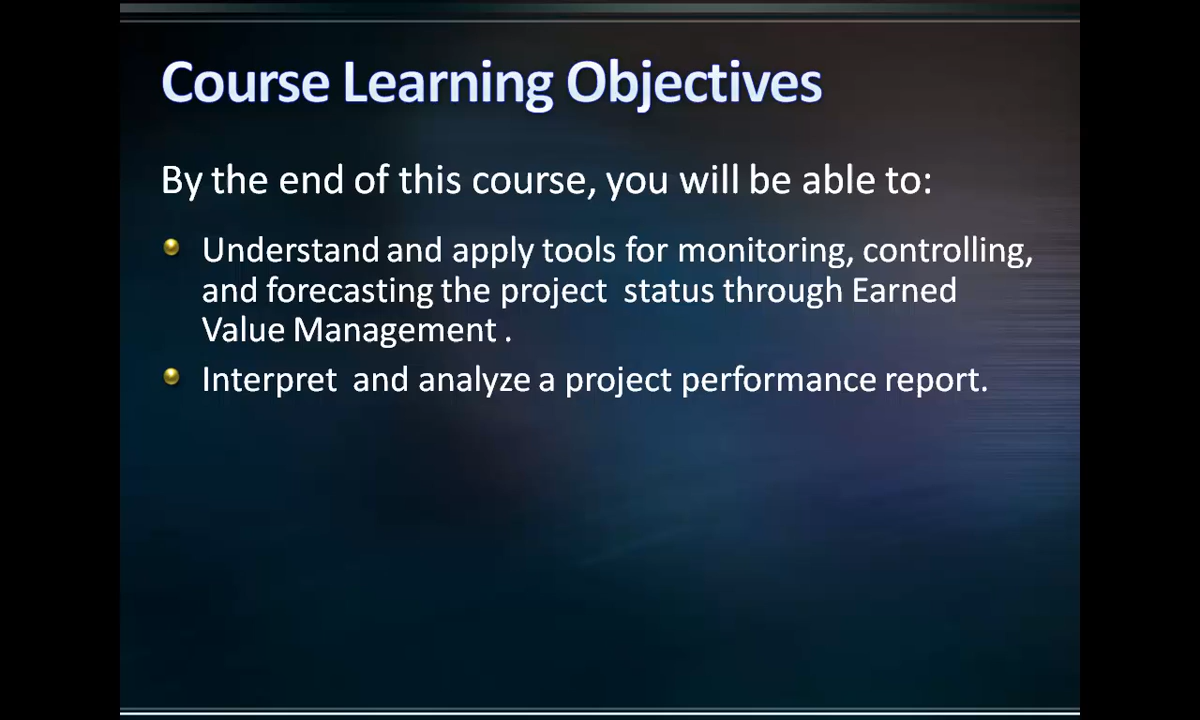 Course Learning Objectives
By the end of this course, you will be able to:
Understand and apply tools for monitoring, controlling,
and forecasting the project  status through Earned
Value Management .
Interpret  and analyze a project performance report.